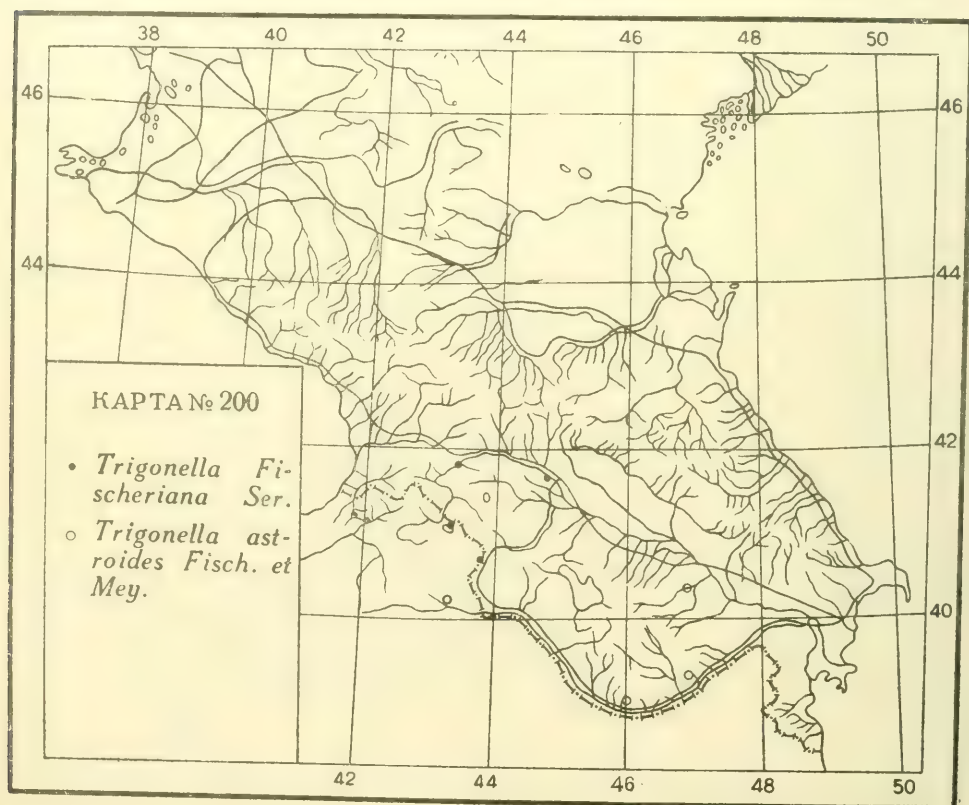 38 40 42 44 46 48 50
46 46
44 44
КАРТА № 200
42
• Trigonella Fi-
scheriana Ser.
○ Trigonella ast-
roides Fisch. et
Mey.
40 40
42 44 46 48 50